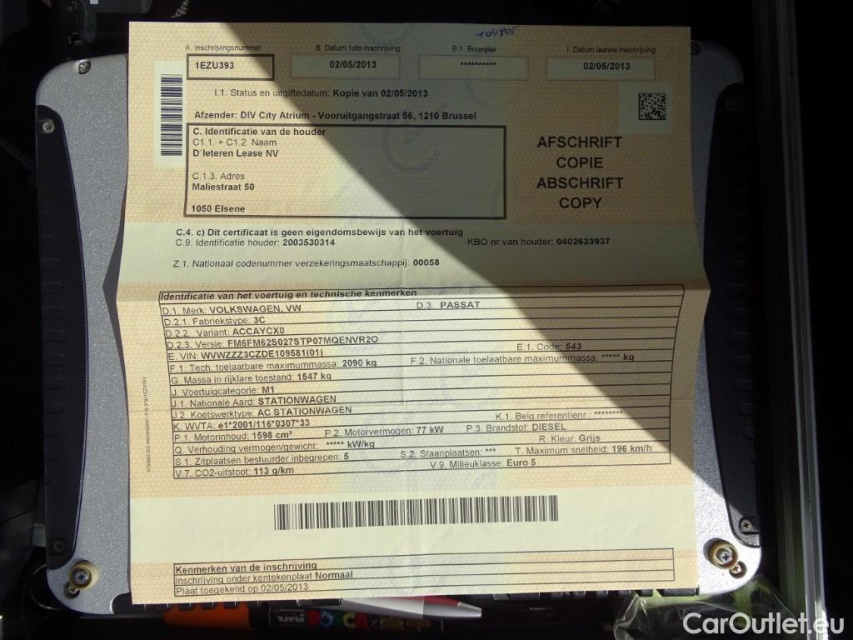 A. Inschrijvingsnummer B. Datum 1ste inschrijving B.1. Bouwjaar I. Datum laatste inschrijving
1EZU393 02/05/2013 ********** 02/05/2013
I.1. Status en uitgiftedatum: Kopie van 02/05/2013
Afzender: DIV City Atrium - Vooruitgangstraat 56, 1210 Brussel
C. Identificatie van de houder
C1.1. + C1.2. Naam
D'Ieteren Lease NV
C.1.3. Adres
Maliestraat 50
1050 Elsene
AFSCHRIFT
COPIE
ABSCHRIFT
COPY
C.4. c) Dit certificaat is geen eigendomsbewijs van het voertuig
C.9. Identificatie houder: 2003530314 KBO nr van houder: 0402623937
Z.1. Nationaal codenummer verzekeringsmaatschappij: 00058
Identificatie van het voertuig en technische kenmerken
D.1. Merk: VOLKSWAGEN, VW D.3. PASSAT
D.2.1. Fabriekstype: 3C
D.2.2. Variant: ACCAYCX0
D.2.3. Versie: FM6FM62S027STP07MQENVR2O
E. VIN: WVWZZZ3CZDE109581(01) E.1. Code: 543
F.1. Tech. toelaatbare maximummassa: 2090 kg F.2. Nationale toelaatbare maximummassa: ***** kg
G. Massa in rijklare toestand: 1547 kg
J. Voertuigcategorie: M1
J.1. Nationale Aard: STATIONWAGEN
J.2. Koetswerktype: AC STATIONWAGEN
K. WVTA: e1*2001/116*0307*33 K.1. Belg.referentienr.: ********
P.1. Motorinhoud: 1598 cm³ P.2. Motorvermogen: 77 kW P.3. Brandstof: DIESEL
Q. Verhouding vermogen/gewicht: ***** kW/kg R. Kleur: Grijs
S.1. Zitplaatsen bestuurder inbegrepen: 5 S.2. Staanplaatsen: *** T. Maximum snelheid: 196 km/h
V.7. CO2-uitstoot: 113 g/km V.9. Milieuklasse: Euro 5
Kenmerken van de inschrijving
Inschrijving onder kentekenplaat Normaal
Plaat toegekend op 02/05/2013
uni POSCA
CarOutlet.eu